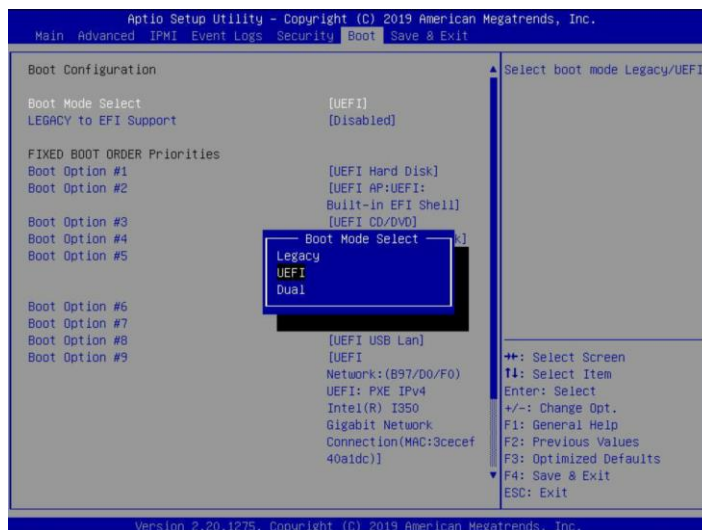 Aptio Setup Utility – Copyright (C) 2019 American Megatrends, Inc.
Main Advanced IPMI Event Logs Security Boot Save & Exit
Boot Configuration
Boot Mode Select [UEFI]
LEGACY to EFI Support [Disabled]
FIXED BOOT ORDER Priorities
Boot Option #1 [UEFI Hard Disk]
Boot Option #2 [UEFI AP:UEFI:
Built-in EFI Shell]
Boot Option #3 [UEFI CD/DVD]
Boot Option #4 k]
Boot Option #5
Boot Option #6
Boot Option #7
Boot Option #8 [UEFI USB Lan]
Boot Option #9 [UEFI
Network:(B97/D0/F0)
UEFI: PXE IPv4
Intel(R) I350
Gigabit Network
Connection(MAC:3cecef
40a1dc)]
Boot Mode Select
Legacy
UEFI
Dual
Select boot mode Legacy/UEFI
→←: Select Screen
↑↓: Select Item
Enter: Select
+/-: Change Opt.
F1: General Help
F2: Previous Values
F3: Optimized Defaults
F4: Save & Exit
ESC: Exit
Version 2.20.1275. Copyright (C) 2019 American Megatrends, Inc.